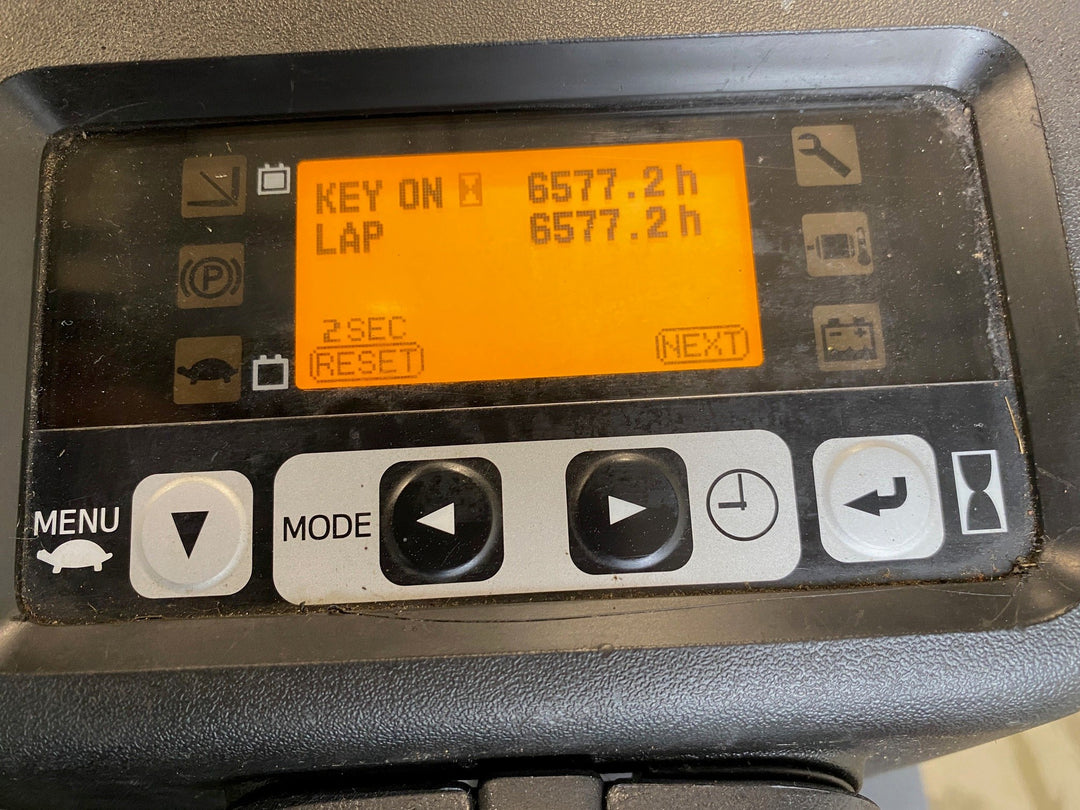 KEY ON 6577.2 h
LAP 6577.2 h
2 SEC
RESET NEXT
P
MENU
MODE